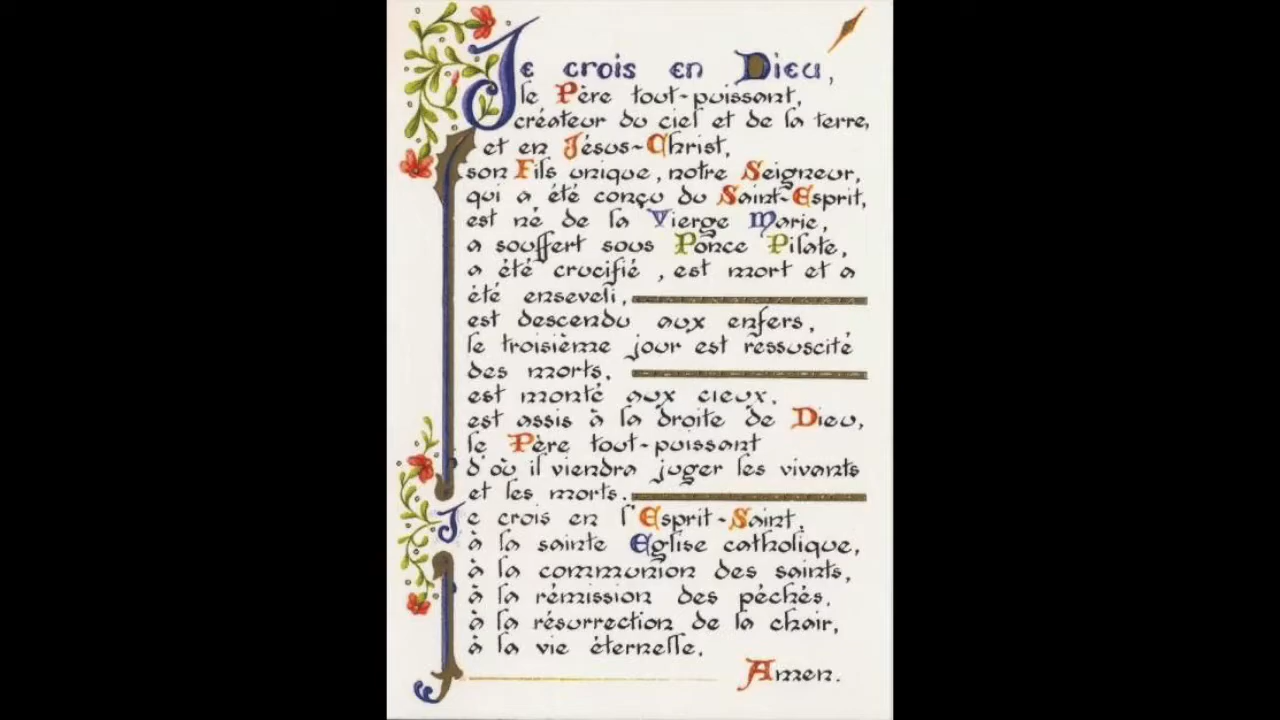 Je crois en Dieu,
le Père tout-puissant,
créateur du ciel et de la terre,
et en Jésus-Christ,
son Fils unique, notre Seigneur,
qui a été conçu du Saint-Esprit,
est né de la Vierge Marie,
a souffert sous Ponce Pilate,
a été crucifié, est mort et a
été enseveli,
est descendu aux enfers,
le troisième jour est ressuscité
des morts,
est monté aux cieux,
est assis à la droite de Dieu,
le Père tout-puissant
d'où il viendra juger les vivants
et les morts.
Je crois en l'Esprit-Saint,
à la sainte Eglise catholique,
à la communion des saints,
à la rémission des péchés,
à la résurrection de la chair,
à la vie éternelle.
Amen.